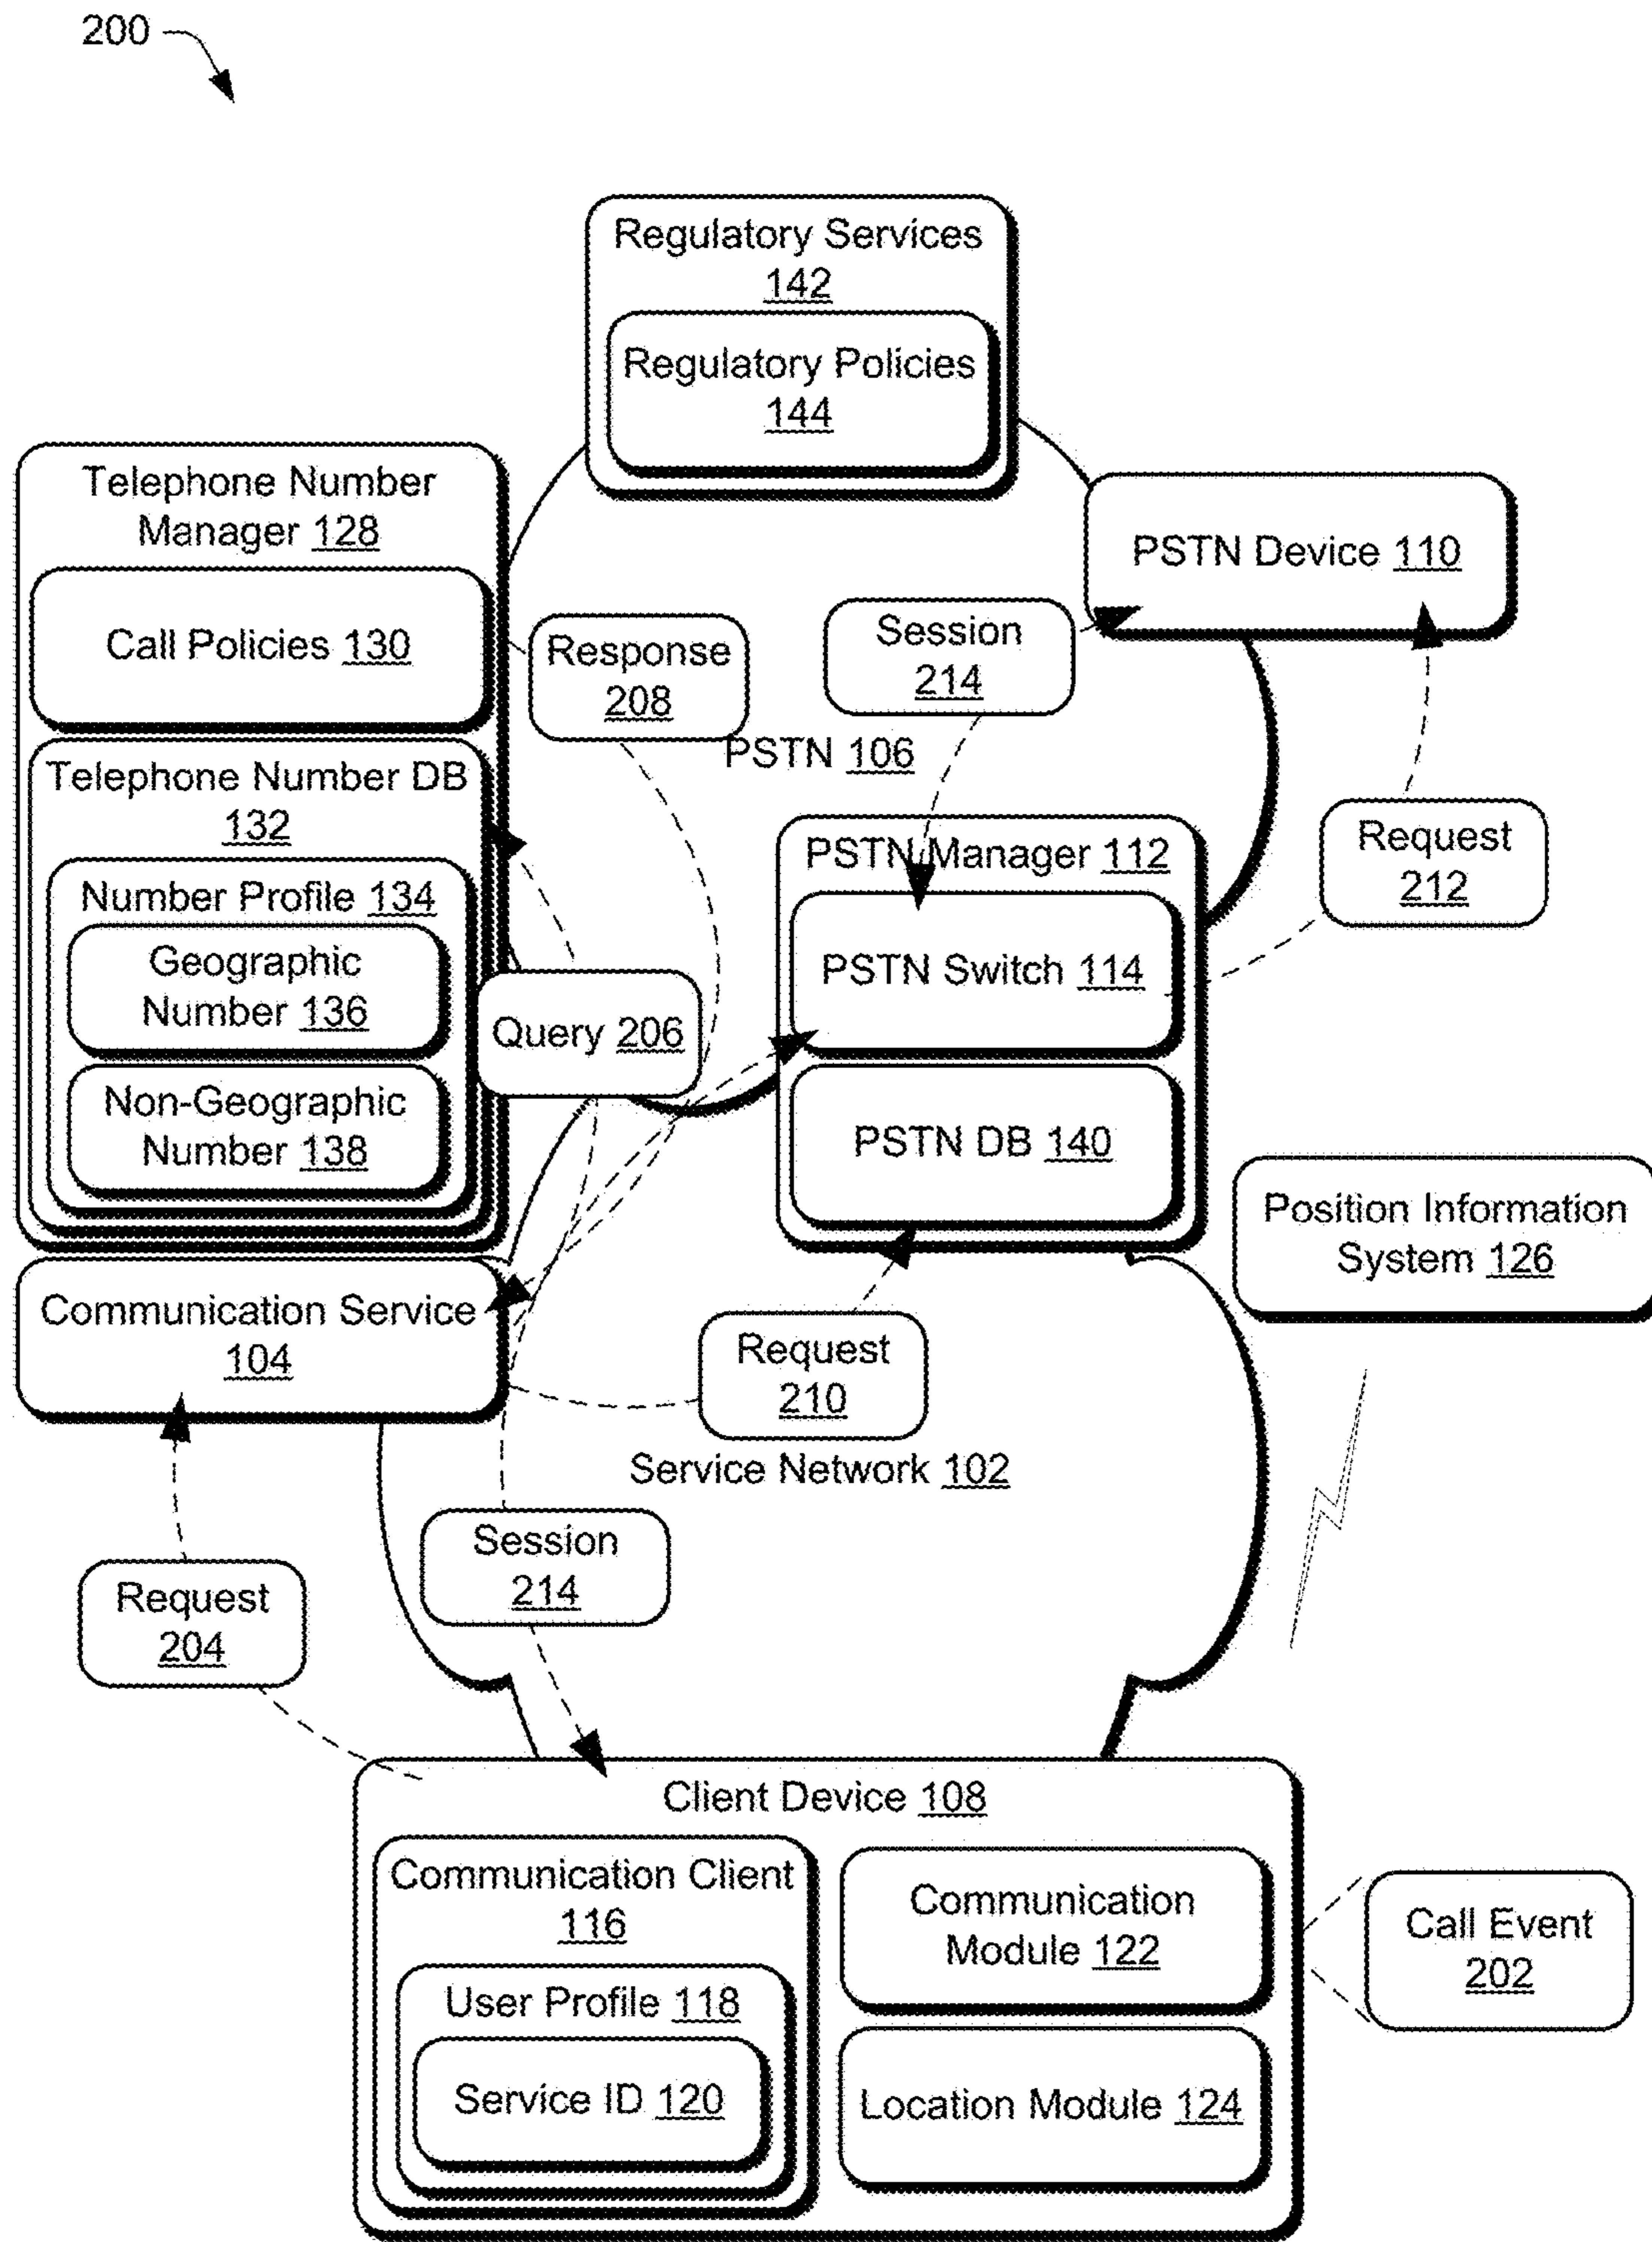 200
Regulatory Services
142
Regulatory Policies
144
Telephone Number
Manager 128
Call Policies 130
Telephone Number DB
132
Number Profile 134
Geographic
Number 136
Non-Geographic
Number 138
Response
208
Session
214
PSTN Device 110
PSTN 106
Request
212
PSTN Manager 112
PSTN Switch 114
PSTN DB 140
Query 206
Position Information
System 126
Communication Service
104
Request
210
Service Network 102
Session
214
Request
204
Client Device 108
Communication Client
116
User Profile 118
Service ID 120
Communication
Module 122
Location Module 124
Call Event
202